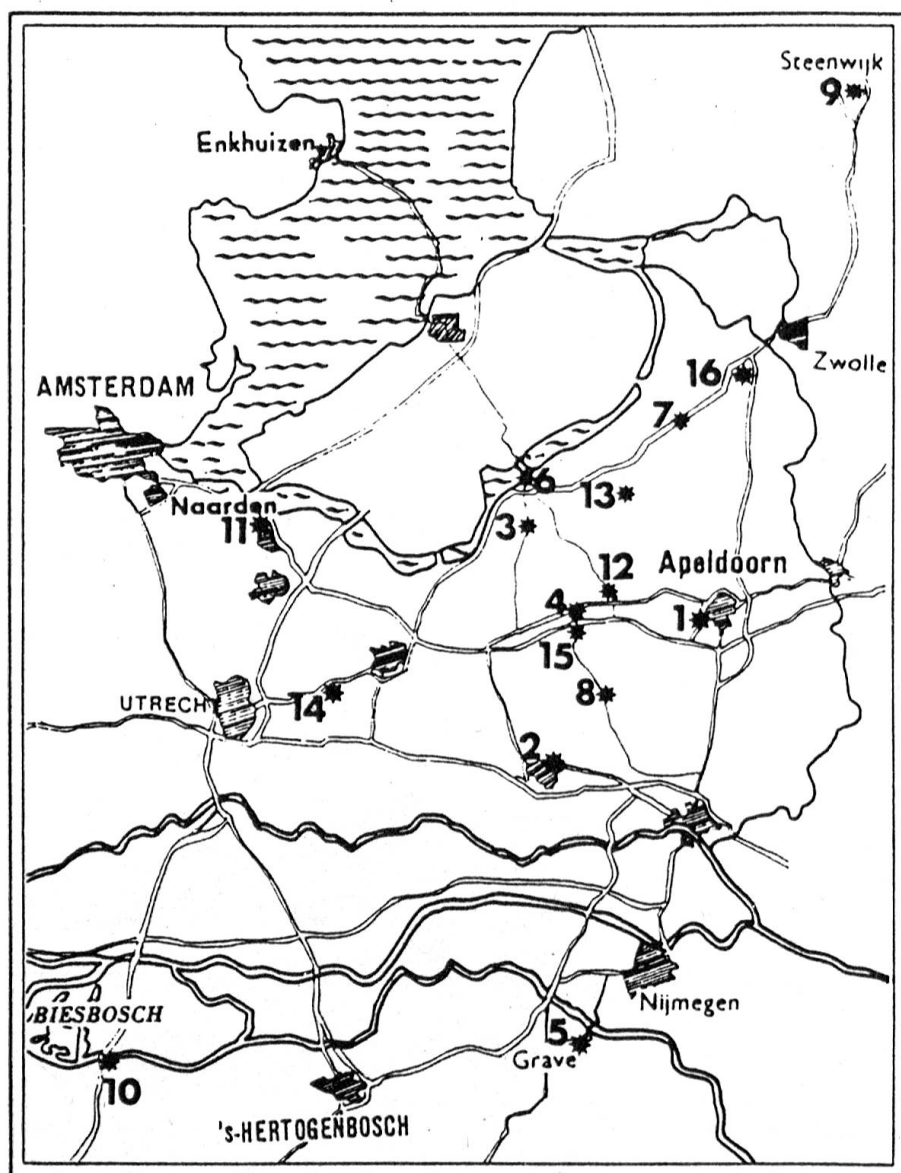 Steenwijk
9
Enkhuizen
Zwolle
16
AMSTERDAM
7
6
Naarden
13
11
3
Apeldoorn
12
4
1
15
UTRECHT
14
8
2
Nijmegen
BIESBOSCH
5
Grave
10
's-HERTOGENBOSCH